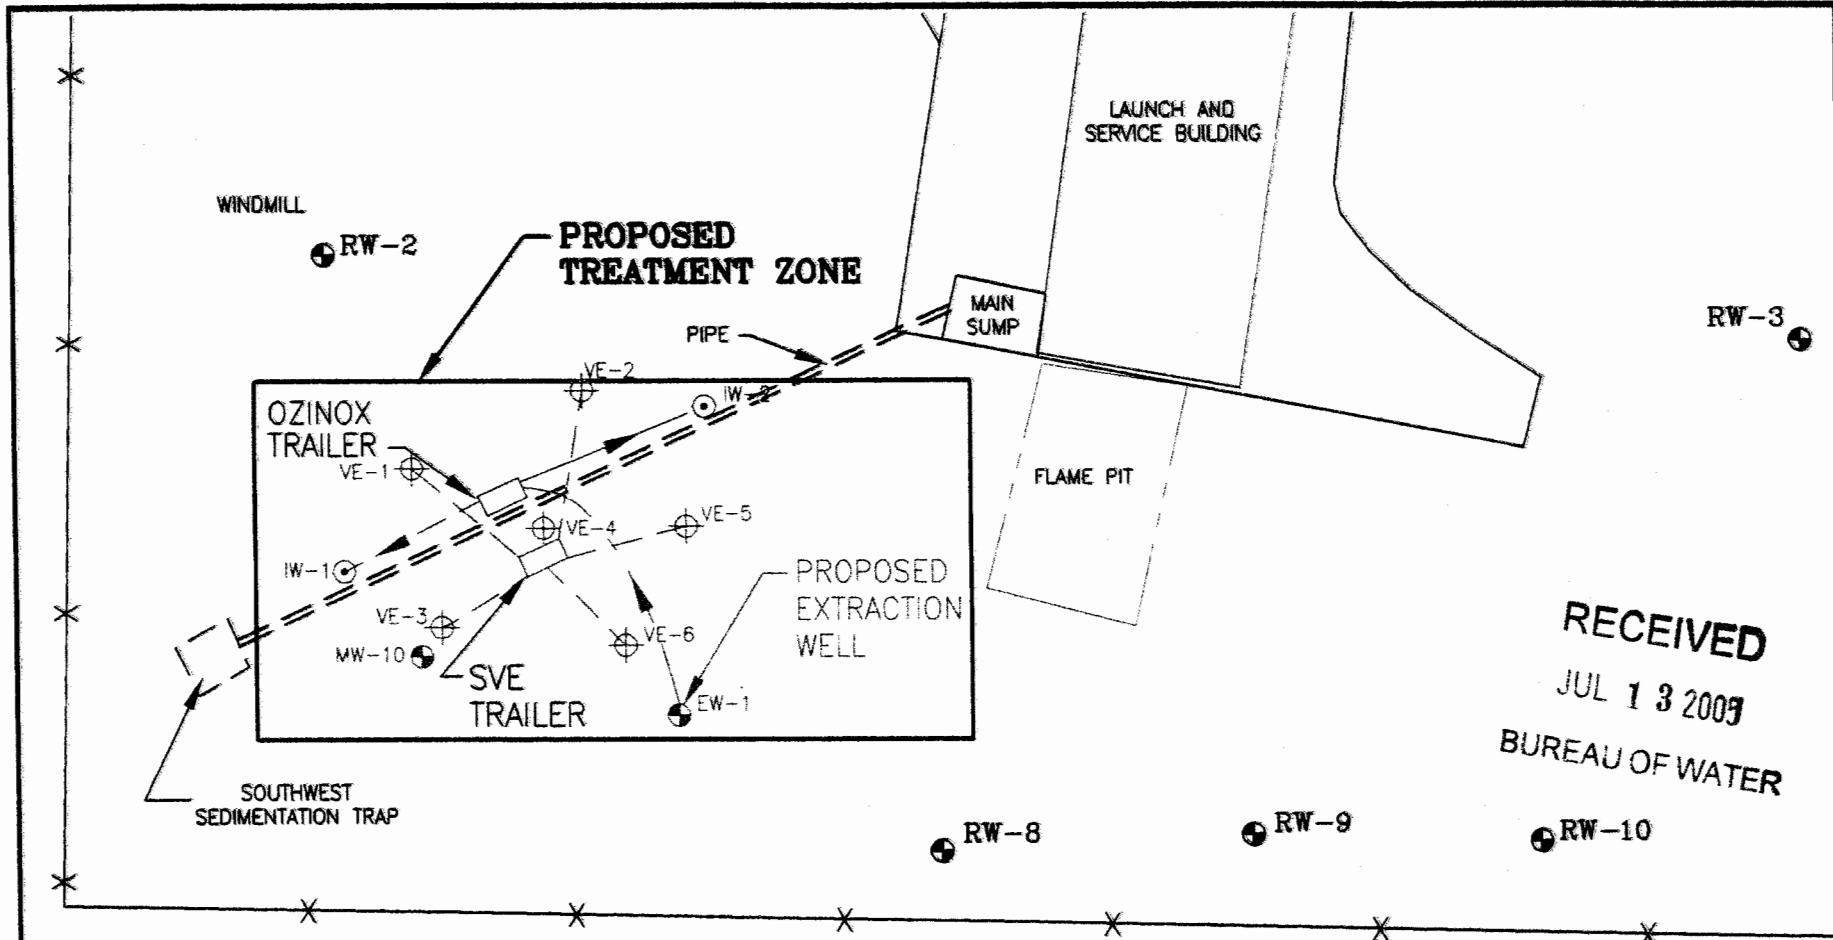 LAUNCH AND
SERVICE BUILDING
WINDMILL
RW-2
PROPOSED
TREATMENT ZONE
MAIN
SUMP
RW-3
PIPE
VE-2
IW-2
OZINOX
TRAILER
VE-1
FLAME PIT
VE-4
VE-5
IW-1
PROPOSED
EXTRACTION
WELL
VE-3
VE-6
MW-10
SVE
TRAILER
EW-1
RECEIVED
JUL 13 2009
BUREAU OF WATER
SOUTHWEST
SEDIMENTATION TRAP
RW-8
RW-9
RW-10